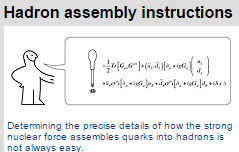 Hadron assembly instructions
Determining the precise details of how the strong
nuclear force assembles quarks into hadrons is
not always easy.